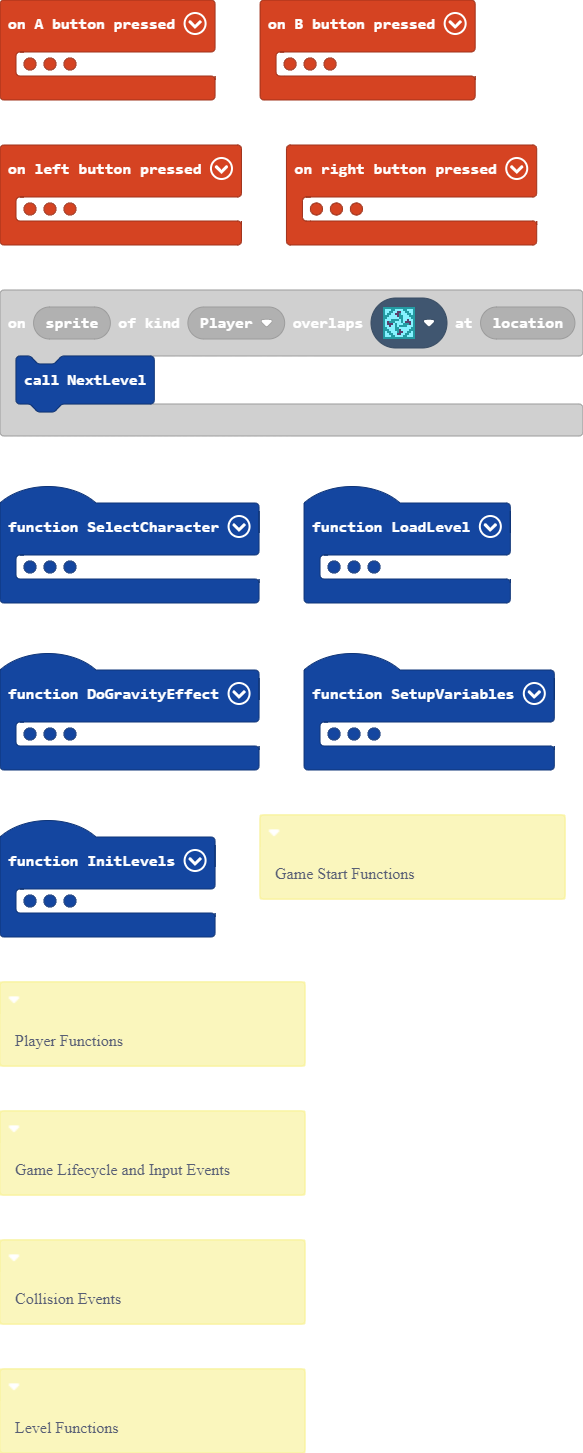 on A button pressed
on B button pressed
on left button pressed
on right button pressed
on sprite of kind Player overlaps at location
call NextLevel
function SelectCharacter
function LoadLevel
function DoGravityEffect
function SetupVariables
function InitLevels
Game Start Functions
Player Functions
Game Lifecycle and Input Events
Collision Events
Level Functions